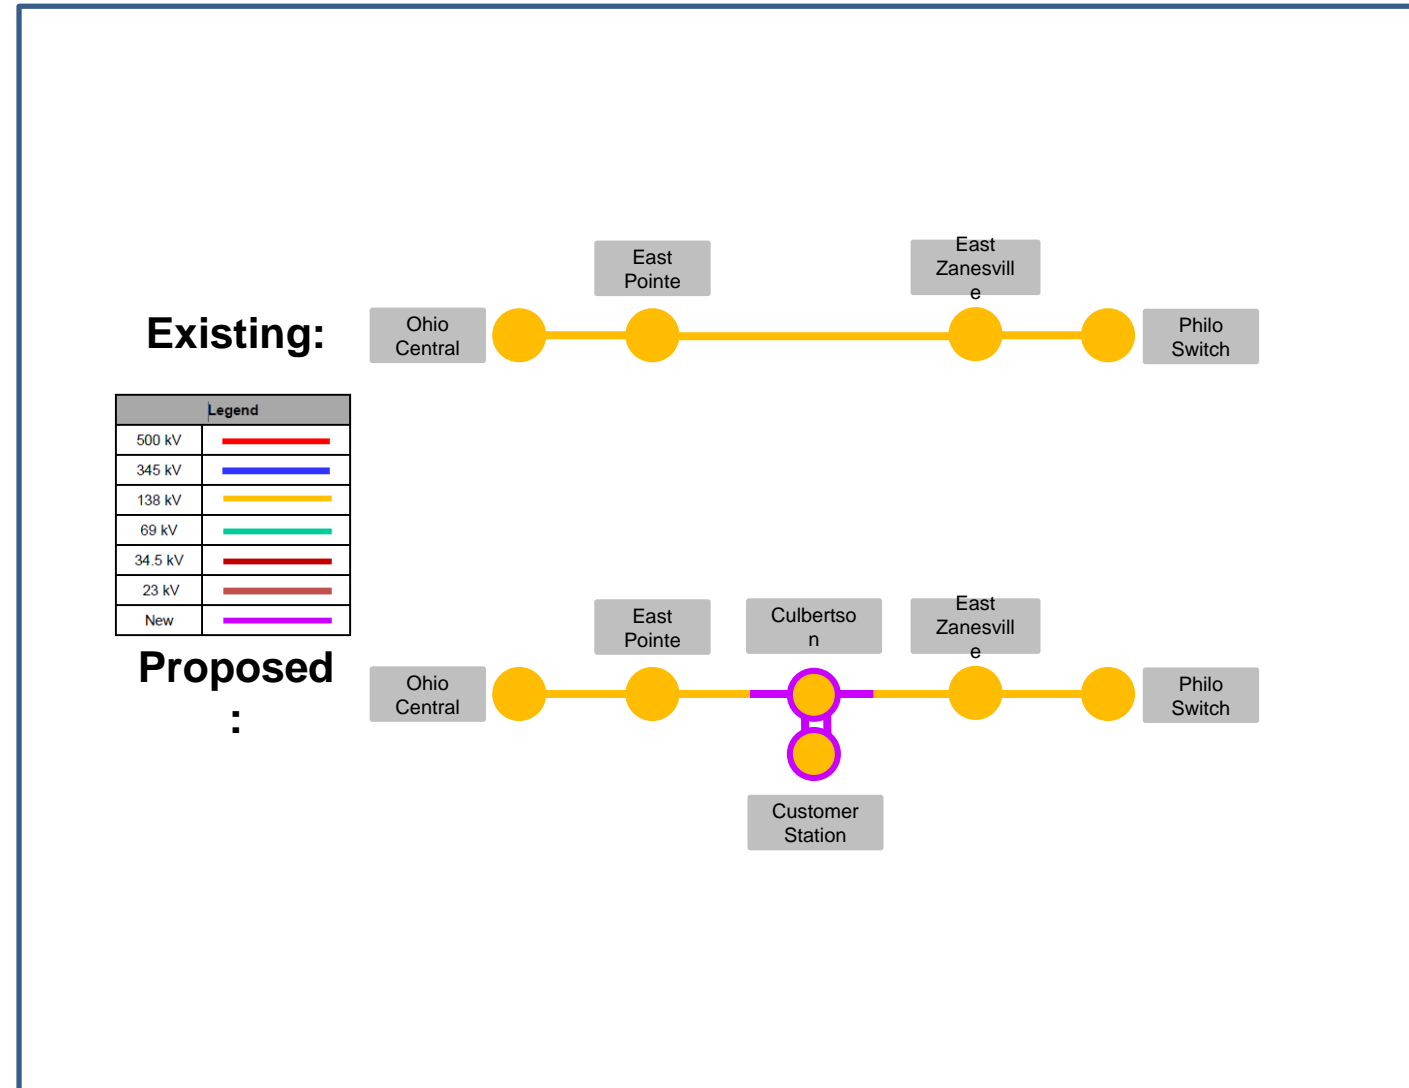 East
Pointe
East
Zanesvill
e
Existing:
Ohio
Central
Philo
Switch
Legend
500 kV
345 kV
138 kV
69 kV
34.5 kV
23 kV
New
East
Pointe
Culbertso
n
East
Zanesvill
e
Proposed
:
Ohio
Central
Philo
Switch
Customer
Station